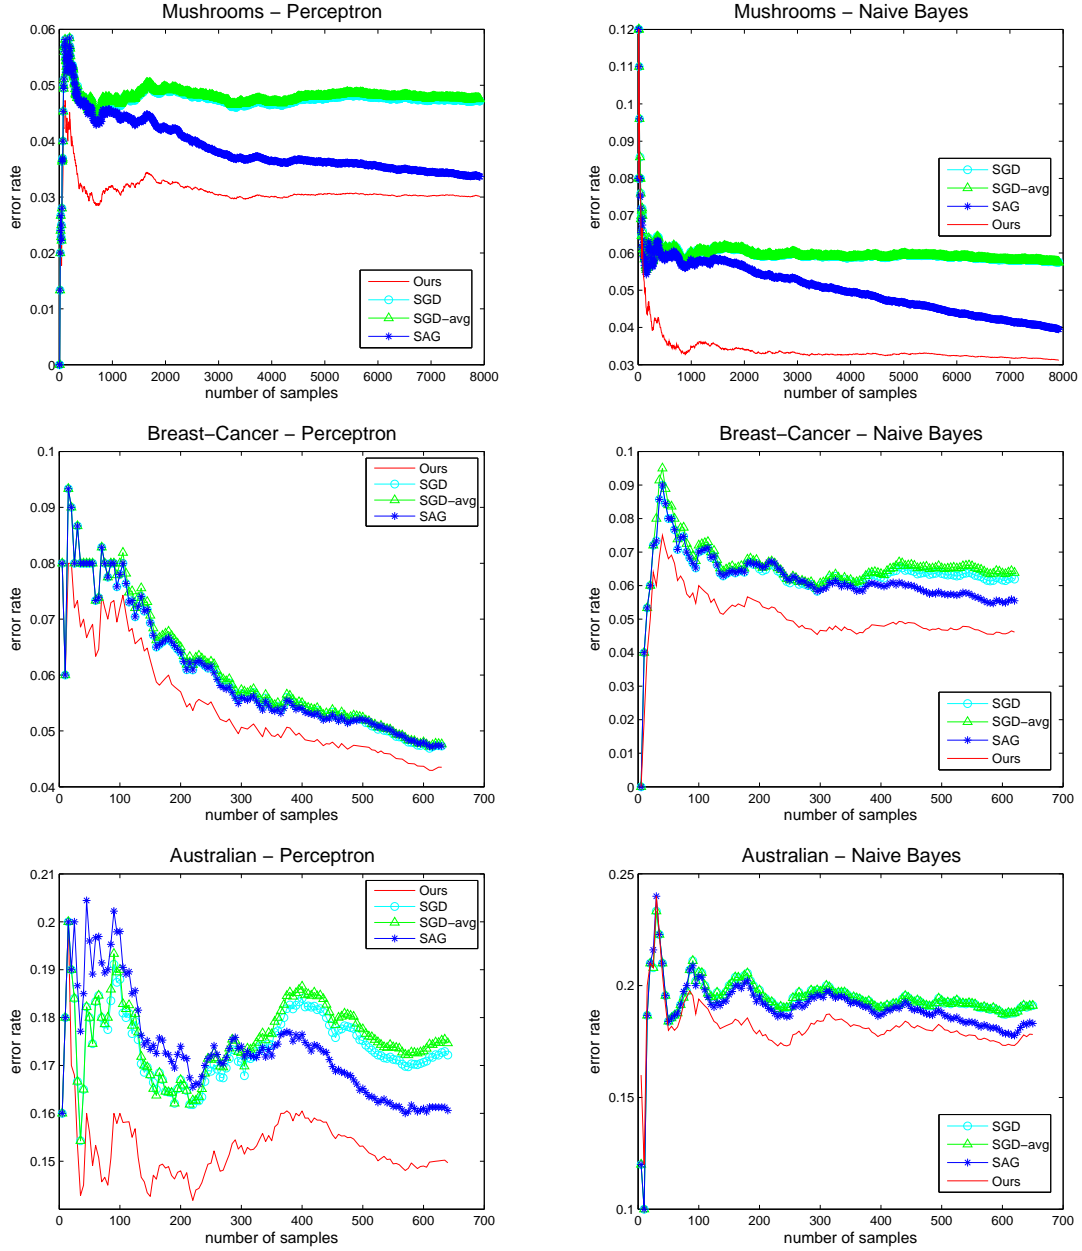 Mushrooms − Perceptron
0.06
0.05
0.04
0.03
0.02
0.01
0
error rate
0 1000 2000 3000 4000 5000 6000 7000 8000
number of samples
Ours
SGD
SGD−avg
SAG
Mushrooms − Naive Bayes
0.12
0.11
0.1
0.09
0.08
0.07
0.06
0.05
0.04
0.03
error rate
0 1000 2000 3000 4000 5000 6000 7000 8000
number of samples
SGD
SGD−avg
SAG
Ours
Breast−Cancer − Perceptron
0.1
0.09
0.08
0.07
0.06
0.05
0.04
error rate
0 100 200 300 400 500 600 700
number of samples
Ours
SGD
SGD−avg
SAG
Breast−Cancer − Naive Bayes
0.1
0.09
0.08
0.07
0.06
0.05
0.04
0.03
0.02
0.01
0
error rate
0 100 200 300 400 500 600 700
number of samples
SGD
SGD−avg
SAG
Ours
Australian − Perceptron
0.21
0.2
0.19
0.18
0.17
0.16
0.15
error rate
0 100 200 300 400 500 600 700
number of samples
Ours
SGD
SGD−avg
SAG
Australian − Naive Bayes
0.25
0.2
0.15
0.1
error rate
0 100 200 300 400 500 600 700
number of samples
SGD
SGD−avg
SAG
Ours